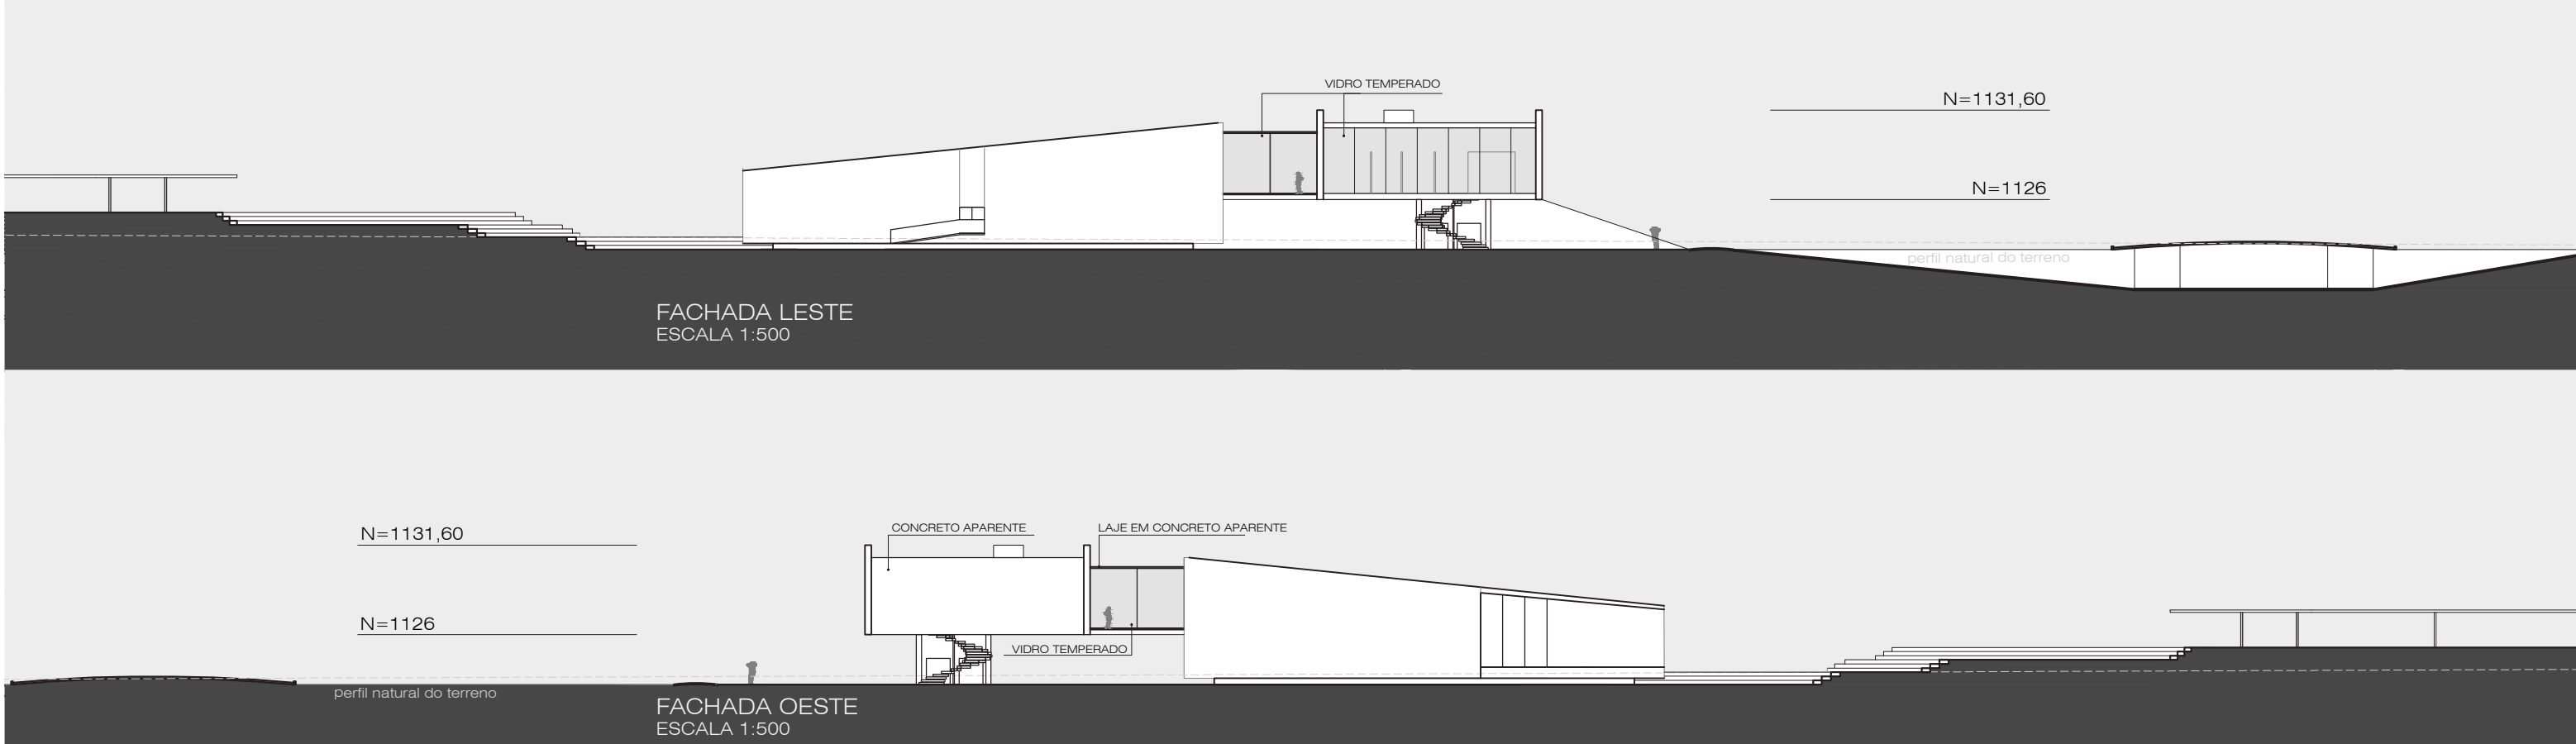 VIDRO TEMPERADO
N=1131,60
N=1126
perfil natural do terreno
FACHADA LESTE
ESCALA 1:500
CONCRETO APARENTE
LAJE EM CONCRETO APARENTE
N=1131,60
N=1126
VIDRO TEMPERADO
perfil natural do terreno
FACHADA OESTE
ESCALA 1:500